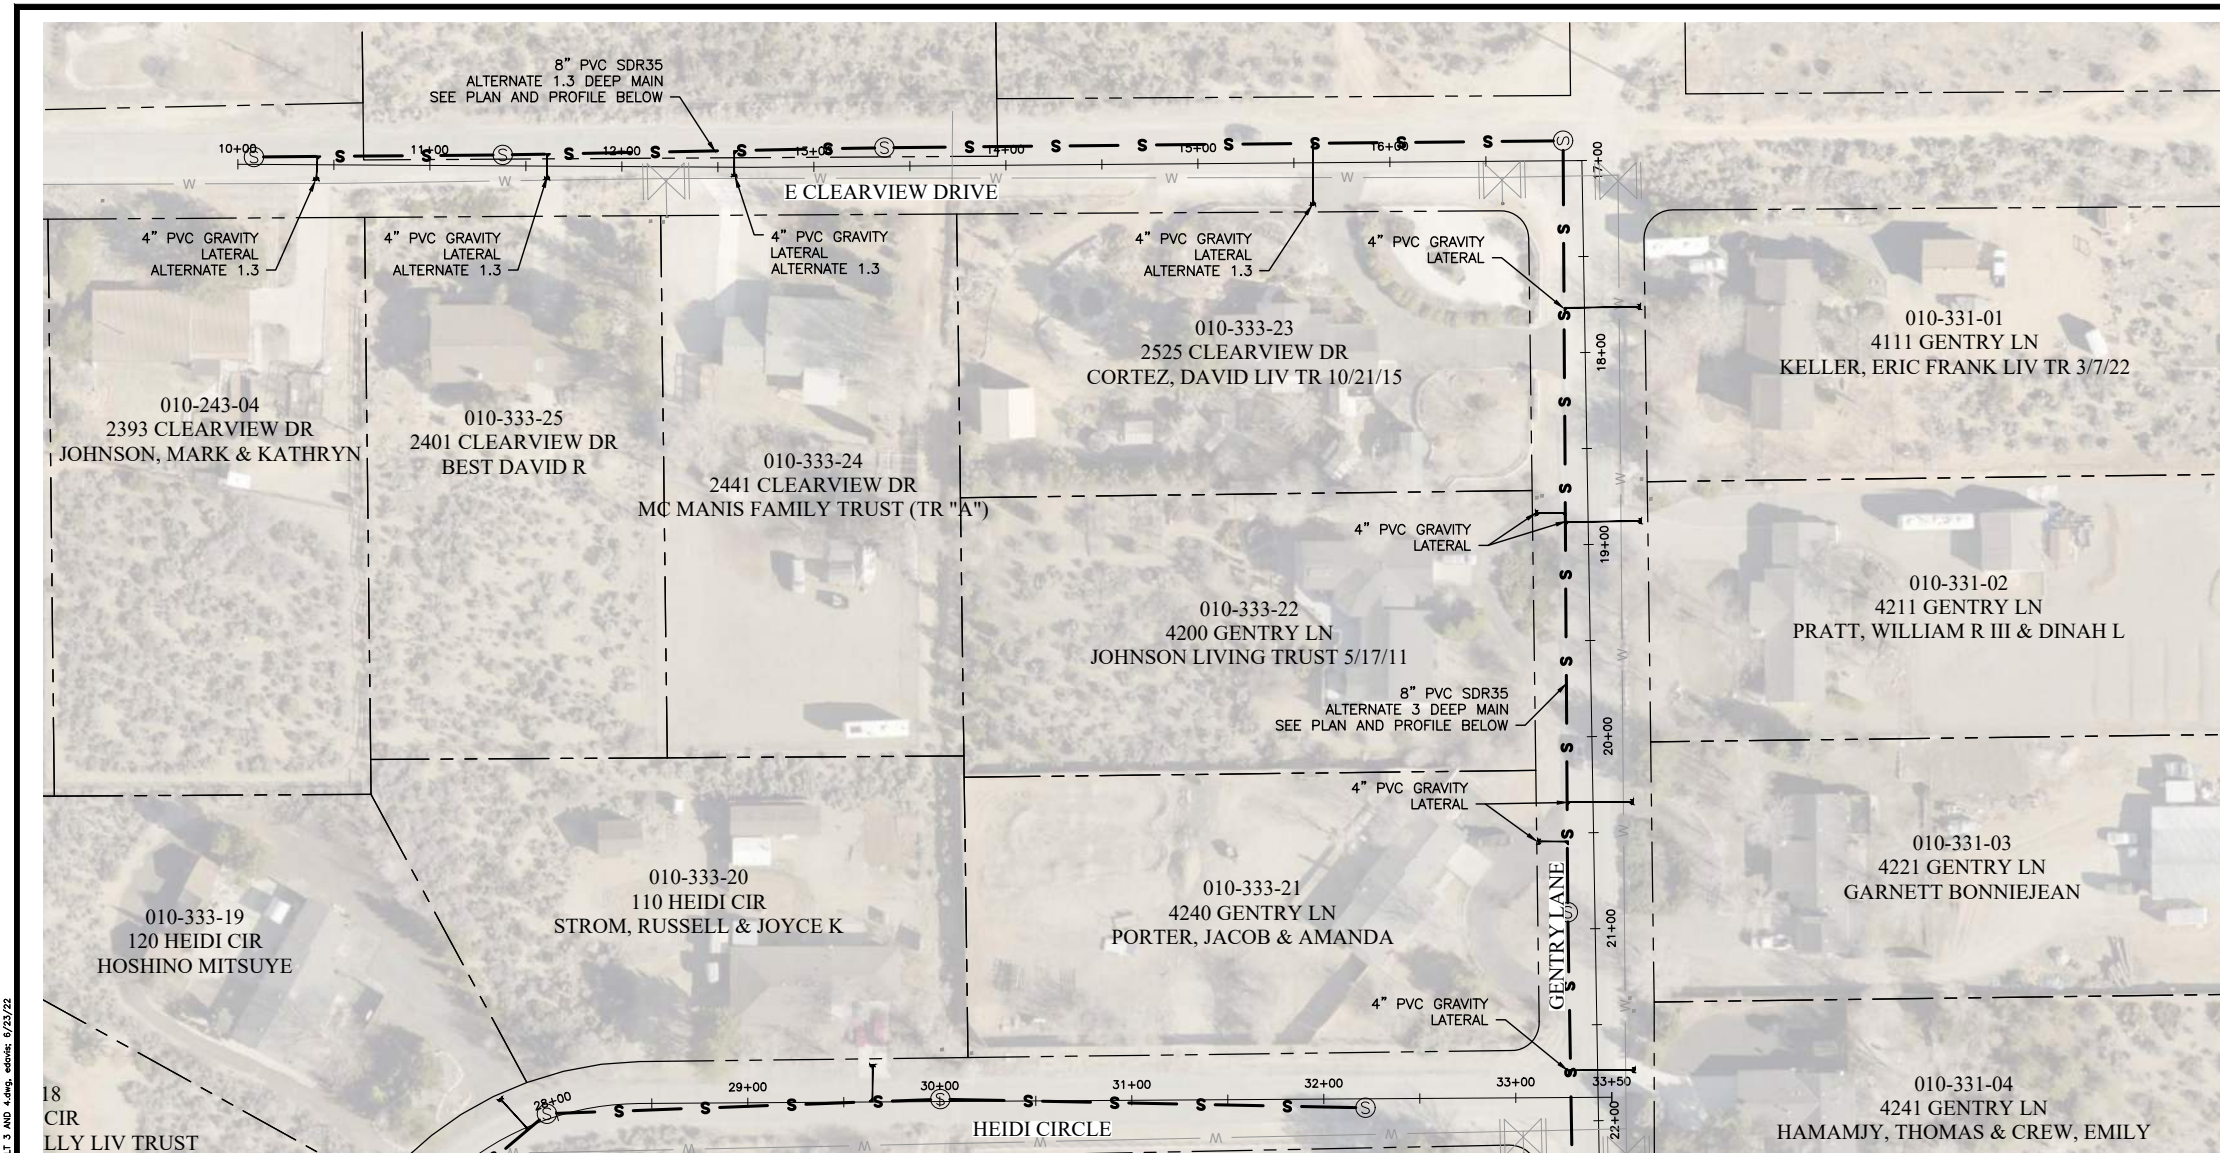 8" PVC SDR35
ALTERNATE 1.3 DEEP MAIN
SEE PLAN AND PROFILE BELOW
10+00
11+00
12+00
13+00
14+00
15+00
16+00
17+00
E CLEARVIEW DRIVE
4" PVC GRAVITY
LATERAL
ALTERNATE 1.3
4" PVC GRAVITY
LATERAL
ALTERNATE 1.3
4" PVC GRAVITY
LATERAL
ALTERNATE 1.3
4" PVC GRAVITY
LATERAL
ALTERNATE 1.3
4" PVC GRAVITY
LATERAL
010-243-04
2393 CLEARVIEW DR
JOHNSON, MARK & KATHRYN
010-333-25
2401 CLEARVIEW DR
BEST DAVID R
010-333-24
2441 CLEARVIEW DR
MC MANIS FAMILY TRUST (TR "A")
010-333-23
2525 CLEARVIEW DR
CORTEZ, DAVID LIV TR 10/21/15
010-331-01
4111 GENTRY LN
KELLER, ERIC FRANK LIV TR 3/7/22
18+00
4" PVC GRAVITY
LATERAL
19+00
010-333-22
4200 GENTRY LN
JOHNSON LIVING TRUST 5/17/11
010-331-02
4211 GENTRY LN
PRATT, WILLIAM R III & DINAH L
8" PVC SDR35
ALTERNATE 3 DEEP MAIN
SEE PLAN AND PROFILE BELOW
20+00
4" PVC GRAVITY
LATERAL
010-333-19
120 HEIDI CIR
HOSHINO MITSUYE
010-333-20
110 HEIDI CIR
STROM, RUSSELL & JOYCE K
010-333-21
4240 GENTRY LN
PORTER, JACOB & AMANDA
GENTRY LANE
21+00
010-331-03
4221 GENTRY LN
GARNETT BONNIEJEAN
4" PVC GRAVITY
LATERAL
18
CIR
LLY LIV TRUST
28+00
29+00
30+00
31+00
32+00
33+00
33+50
22+00
HEIDI CIRCLE
010-331-04
4241 GENTRY LN
HAMAMJY, THOMAS & CREW, EMILY
LT 3 AND 4.dwg, edavis; 6/23/22